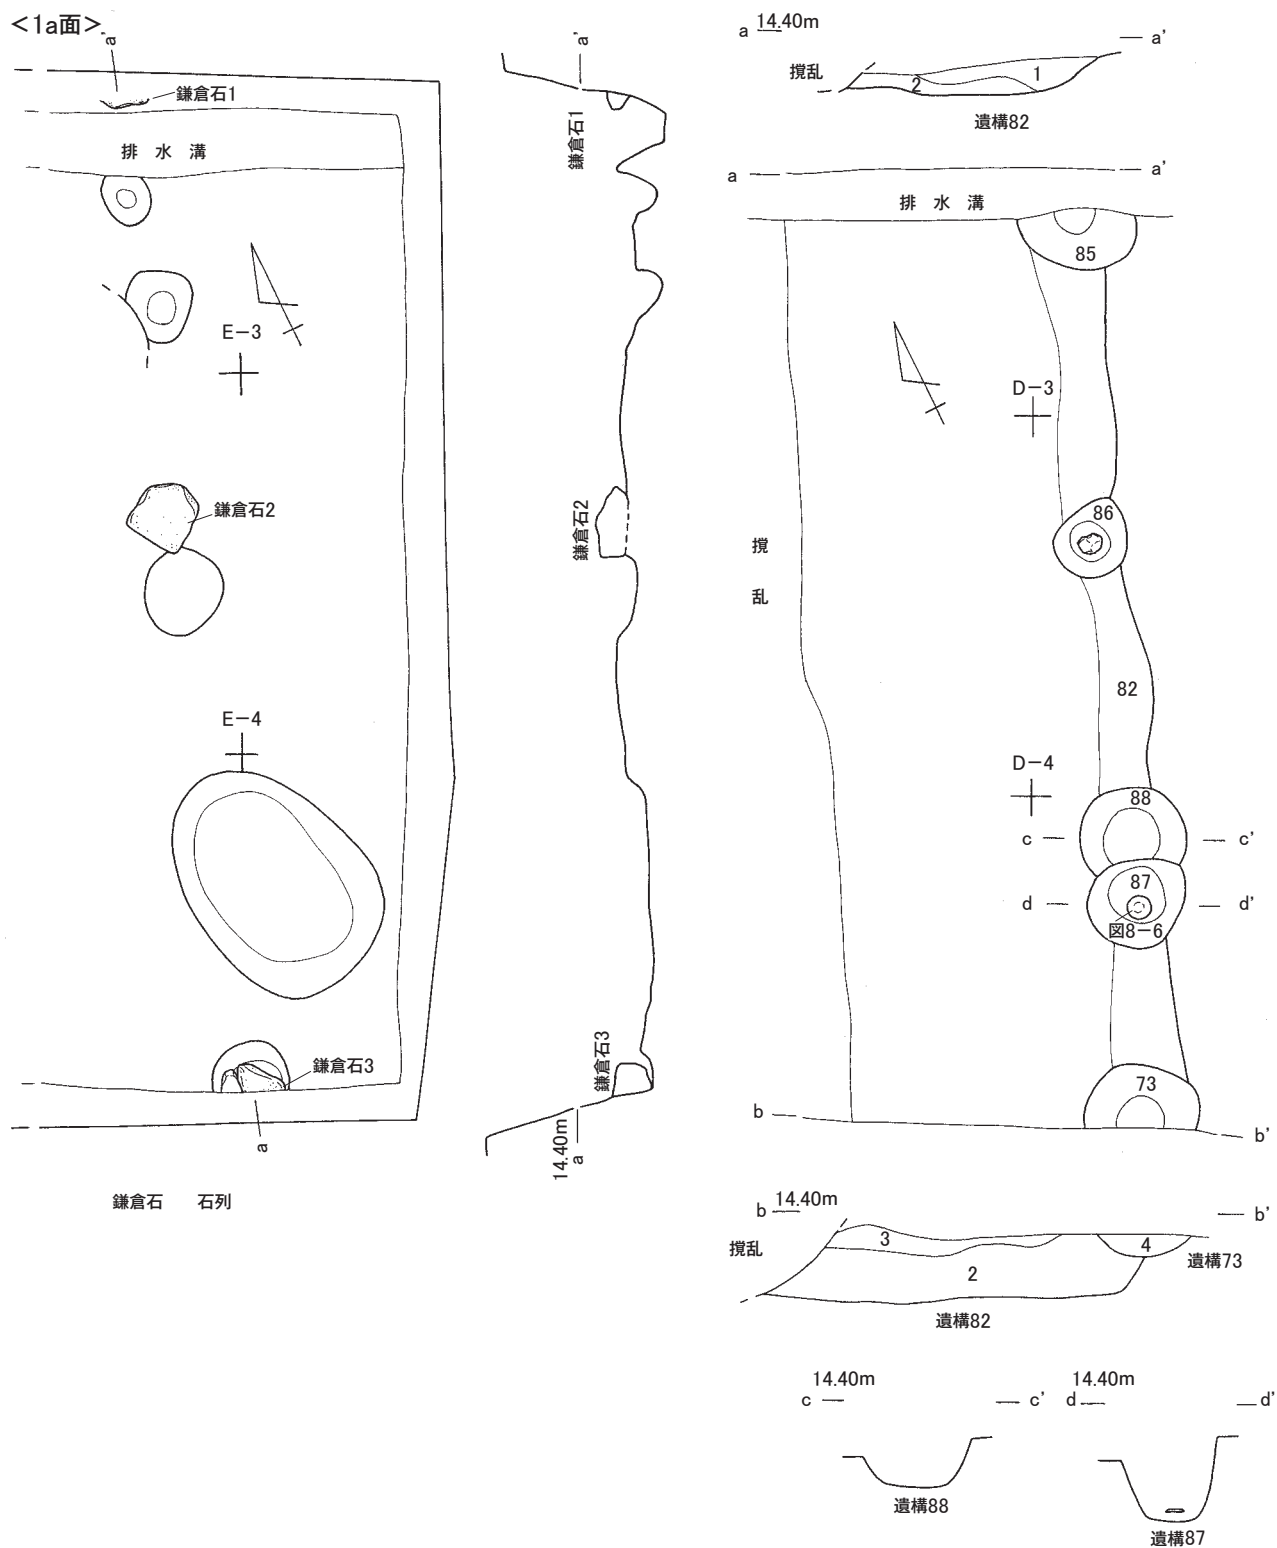 <1a面>
a'
鎌倉石1
排水溝
E-3
鎌倉石2
E-4
鎌倉石3
a
鎌倉石　石列
a'
鎌倉石1
鎌倉石2
鎌倉石3
14.40m
a
a 14.40m a'
撹乱
1
2
遺構82
a a'
排水溝
85
D-3
86
撹乱
82
D-4
88
c c'
87
d d'
図8-6
73
b b'
b 14.40m b'
撹乱
3
4
遺構73
2
遺構82
14.40m
c c'
遺構88
14.40m
d d'
遺構87